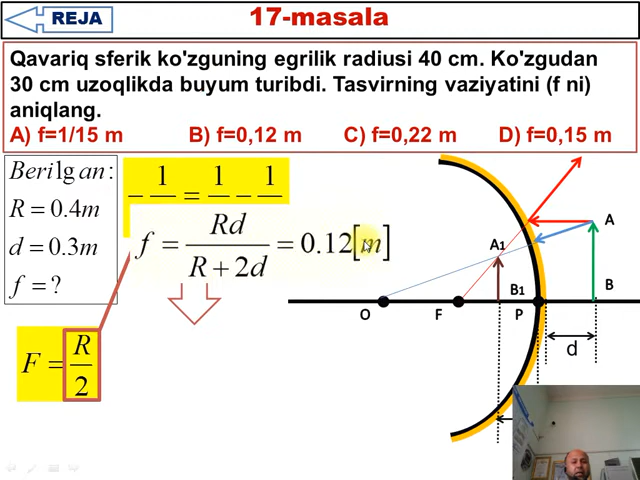 REJA
17-masala
Qavariq sferik ko'zguning egrilik radiusi 40 cm. Ko'zgudan
30 cm uzoqlikda buyum turibdi. Tasvirning vaziyatini (f ni)
aniqlang.
A) f=1/15 m B) f=0,12 m C) f=0,22 m D) f=0,15 m
Berilgan:
R = 0.4m
d = 0.3m
f = ?
f = Rd / (R + 2d) = 0.12[m]
F = R/2
A
A1
B1
B
O
F
P
d